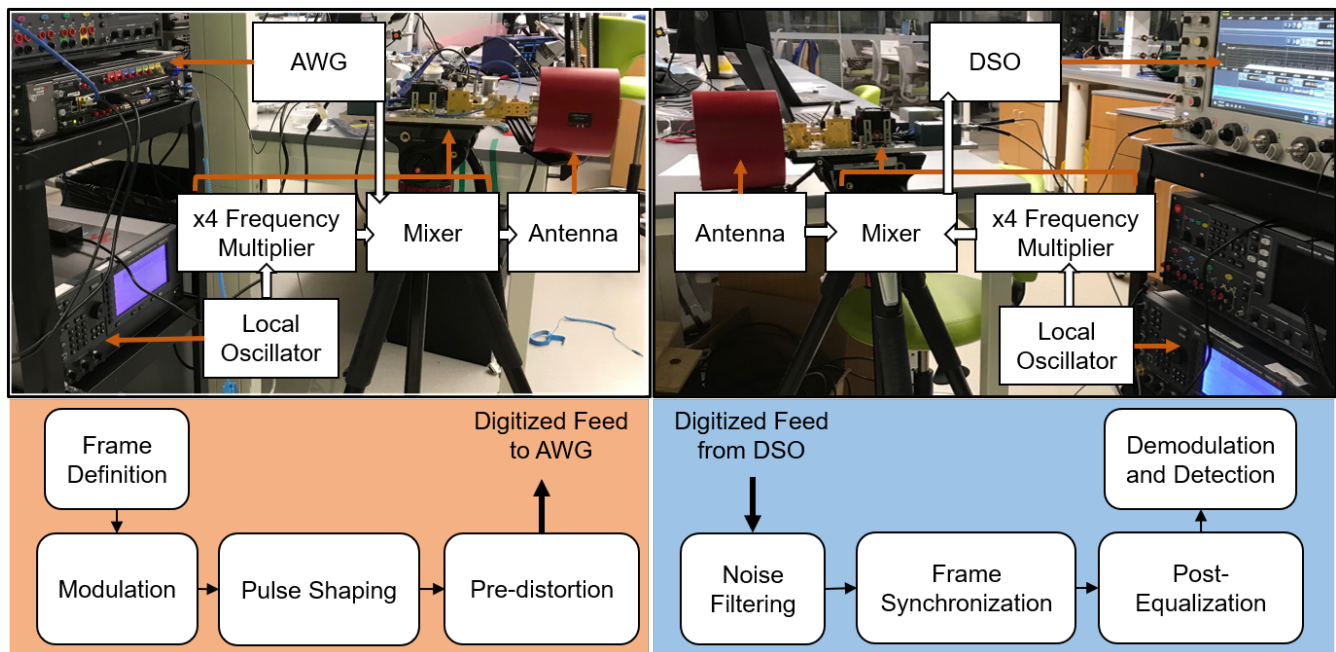 AWG
x4 Frequency
Multiplier
Mixer
Antenna
Local
Oscillator
DSO
Antenna
Mixer
x4 Frequency
Multiplier
Local
Oscillator
Frame
Definition
Modulation
Pulse Shaping
Pre-distortion
Digitized Feed
to AWG
Digitized Feed
from DSO
Noise
Filtering
Frame
Synchronization
Post-
Equalization
Demodulation
and Detection